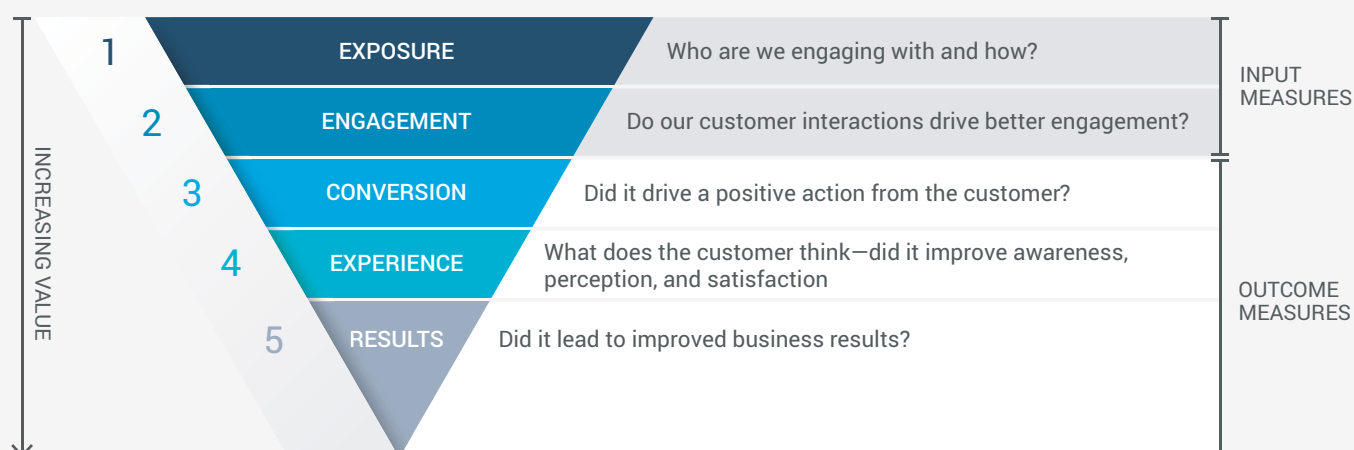 1
EXPOSURE
Who are we engaging with and how?
INPUT
MEASURES
2
ENGAGEMENT
Do our customer interactions drive better engagement?
INCREASING VALUE
3
CONVERSION
Did it drive a positive action from the customer?
4
EXPERIENCE
What does the customer think—did it improve awareness,
perception, and satisfaction
OUTCOME
MEASURES
5
RESULTS
Did it lead to improved business results?